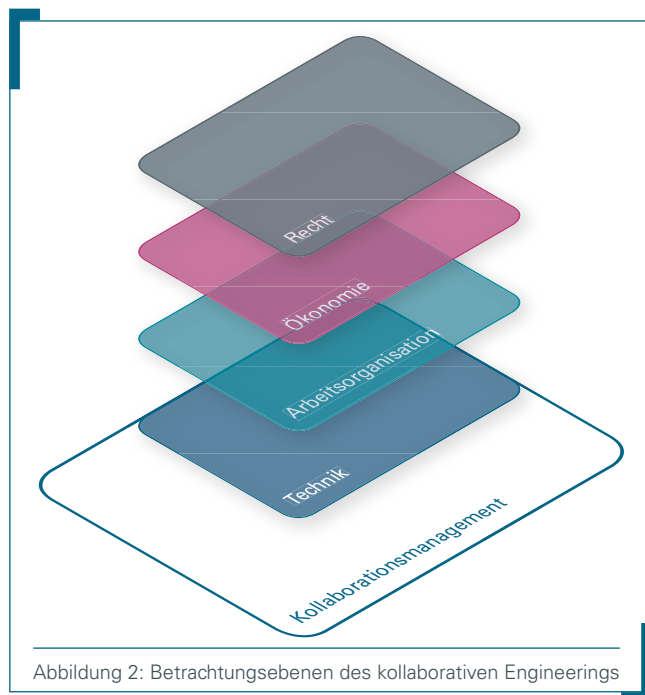 Recht
Ökonomie
Arbeitsorganisation
Technik
Kollaborationsmanagement
Abbildung 2: Betrachtungsebenen des kollaborativen Engineerings